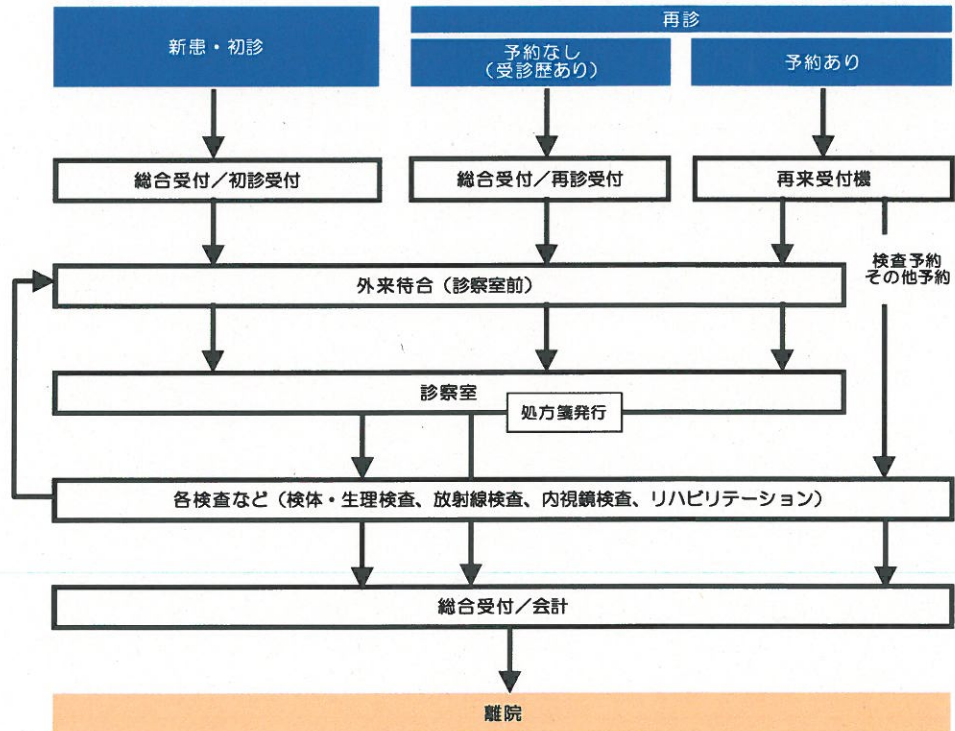 再診
新患・初診
予約なし
（受診歴あり）
予約あり
総合受付／初診受付
総合受付／再診受付
再来受付機
検査予約
その他予約
外来待合（診察室前）
診察室
処方箋発行
各検査など（検体・生理検査、放射線検査、内視鏡検査、リハビリテーション）
総合受付／会計
離院